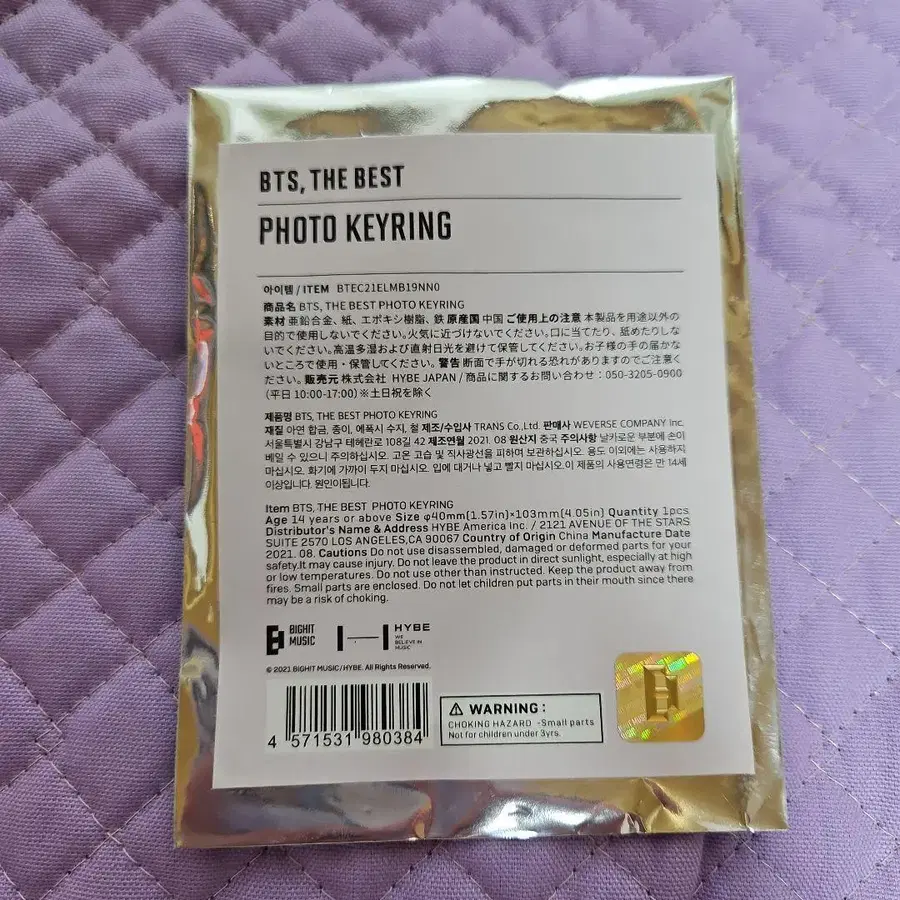 BTS, THE BEST
PHOTO KEYRING
아이템 / ITEM BTEC21ELMB19NN0
商品名 BTS, THE BEST PHOTO KEYRING
素材 亜鉛合金、紙、エポキシ樹脂、鉄 原産国 中国 ご使用上の注意 本製品を用途以外の
目的で使用しないでください。火気に近づけないでください。口に当てたり、舐めたりしな
いでください。高温多湿および直射日光を避けて保管してください。お子様の手の届かな
いところで使用・保管してください。警告 断面で手が切れる恐れがありますのでご注意く
ださい。販売元 株式会社 HYBE JAPAN / 商品に関するお問い合わせ : 050-3205-0900
(平日 10:00-17:00) ※土日祝を除く
제품명 BTS, THE BEST PHOTO KEYRING
재질 아연 합금, 종이, 에폭시 수지, 철 제조/수입사 TRANS Co.,Ltd. 판매사 WEVERSE COMPANY Inc.
서울특별시 강남구 테헤란로 108길 42 제조연월 2021. 08 원산지 중국 주의사항 날카로운 부분에 손이
베일 수 있으니 주의하십시오. 고온 고습 및 직사광선을 피하여 보관하십시오. 용도 이외에는 사용하지
마십시오. 화기에 가까이 두지 마십시오. 입에 대거나 넣고 빨지 마십시오.이 제품의 사용연령은 만 14세
이상입니다. 원인이됩니다.
Item BTS, THE BEST PHOTO KEYRING
Age 14 years or above Size φ40mm(1.57in)×103mm(4.05in) Quantity 1pcs
Distributor's Name & Address HYBE America Inc. / 2121 AVENUE OF THE STARS
SUITE 2570 LOS ANGELES,CA 90067 Country of Origin China Manufacture Date
2021. 08. Cautions Do not use disassembled, damaged or deformed parts for your
safety.It may cause injury. Do not leave the product in direct sunlight, especially at high
or low temperatures. Do not use other than instructed. Keep the product away from
fires. Small parts are enclosed. Do not let children put parts in their mouth since there
may be a risk of choking.
BIGHIT
MUSIC
HYBE
WE
BELIEVE IN
MUSIC
© 2021 BIGHIT MUSIC/HYBE. All Rights Reserved.
4 571531 980384
WARNING :
CHOKING HAZARD -Small parts
Not for children under 3yrs.